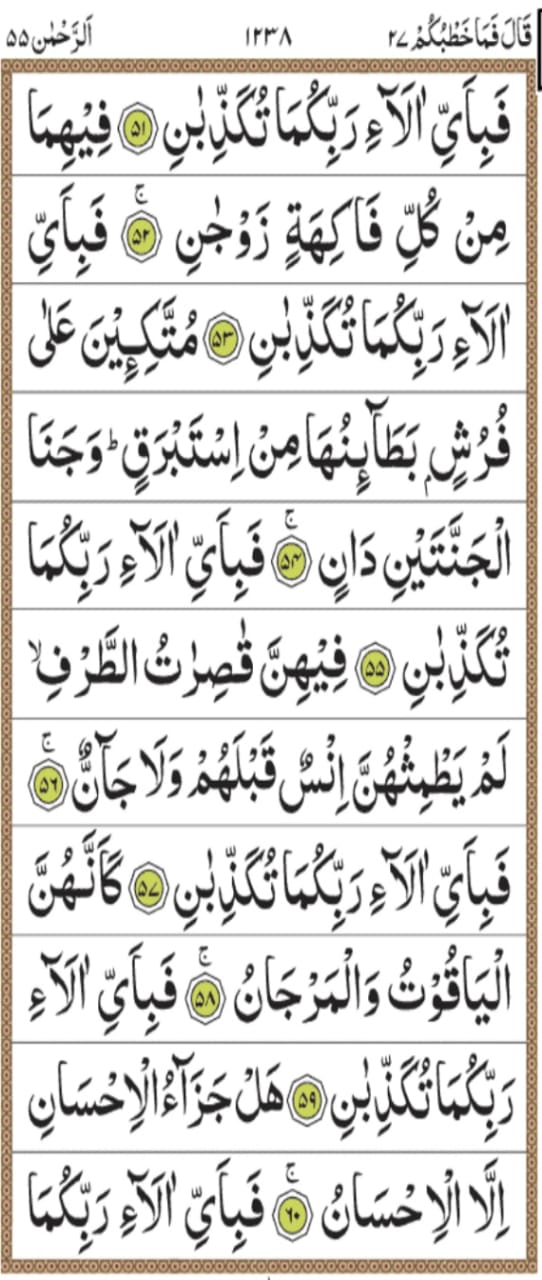 قَالَ فَمَا خَطْبُكُمْ ٢٧ ١٢٣٨ اَلرَّحْمٰن ٥٥
فَبِاَيِّ اٰلَآءِ رَبِّكُمَا تُكَذِّبٰنِ ۝٥١ فِيْهِمَا
مِنْ كُلِّ فَاكِهَةٍ زَوْجٰنِ ۝٥٢ۚ فَبِاَيِّ
اٰلَآءِ رَبِّكُمَا تُكَذِّبٰنِ ۝٥٣ مُتَّكِـِٕيْنَ عَلٰى
فُرُشٍۭ بَطَآىِٕنُهَا مِنْ اِسْتَبْرَقٍؕ وَجَنَا
الْجَنَّتَيْنِ دَانٍ ۝٥٤ۚ فَبِاَيِّ اٰلَآءِ رَبِّكُمَا
تُكَذِّبٰنِ ۝٥٥ فِيْهِنَّ قٰصِرٰتُ الطَّرْفِۙ
لَمْ يَطْمِثْهُنَّ اِنْسٌ قَبْلَهُمْ وَلَا جَآنٌّ ۝٥٦ۚ
فَبِاَيِّ اٰلَآءِ رَبِّكُمَا تُكَذِّبٰنِ ۝٥٧ كَاَنَّهُنَّ
الْيَاقُوْتُ وَالْمَرْجَانُ ۝٥٨ۚ فَبِاَيِّ اٰلَآءِ
رَبِّكُمَا تُكَذِّبٰنِ ۝٥٩ هَلْ جَزَآءُ الْاِحْسَانِ
اِلَّا الْاِحْسَانُ ۝٦٠ۚ فَبِاَيِّ اٰلَآءِ رَبِّكُمَا